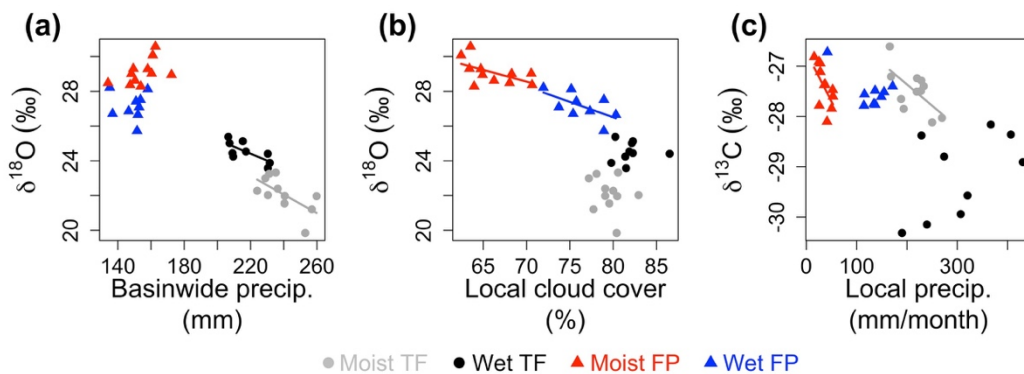 (a)
δ18O (‰)
28
24
20
140
180
220
260
Basinwide precip.
(mm)
(b)
δ18O (‰)
28
24
20
65
70
75
80
85
Local cloud cover
(%)
(c)
δ13C (‰)
-27
-28
-29
-30
0
100
300
Local precip.
(mm/month)
Moist TF
Wet TF
Moist FP
Wet FP